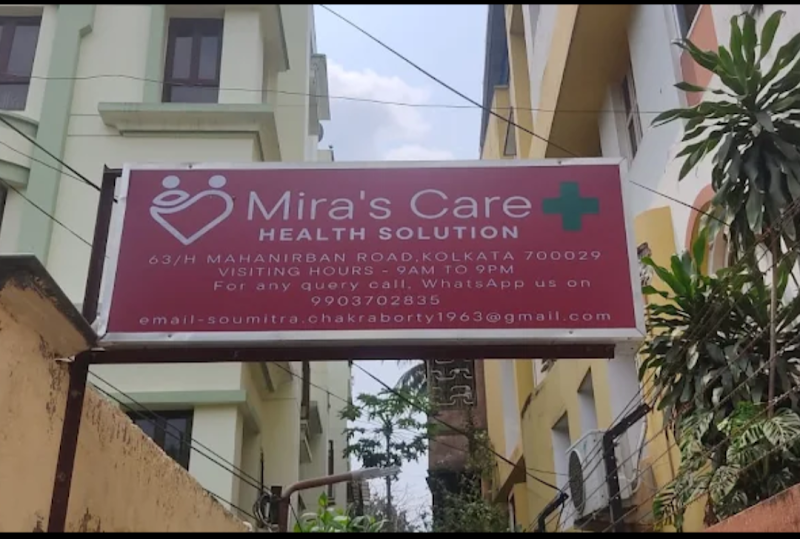 Mira's Care
HEALTH SOLUTION
63/H MAHANIRBAN ROAD,KOLKATA 700029
VISITING HOURS - 9AM TO 9PM
For any query call, WhatsApp us on
9903702835
email-soumitra.chakraborty1963@gmail.com